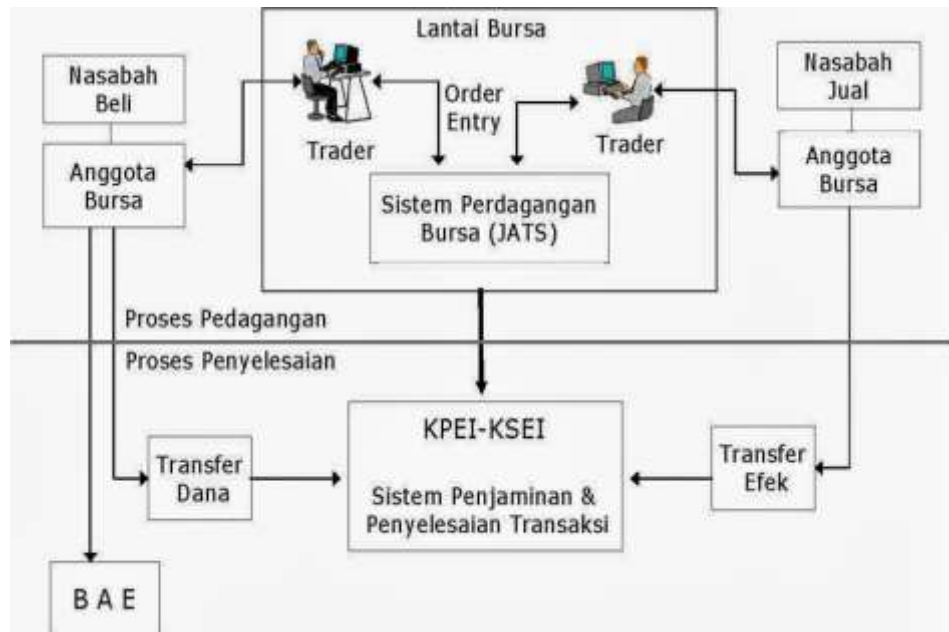 Lantai Bursa
Nasabah
Beli
Nasabah
Jual
Order
Entry
Trader
Trader
Anggota
Bursa
Anggota
Bursa
Sistem Perdagangan
Bursa (JATS)
Proses Pedagangan
Proses Penyelesaian
KPEI-KSEI
Transfer
Dana
Transfer
Efek
Sistem Penjaminan &
Penyelesaian Transaksi
B A E